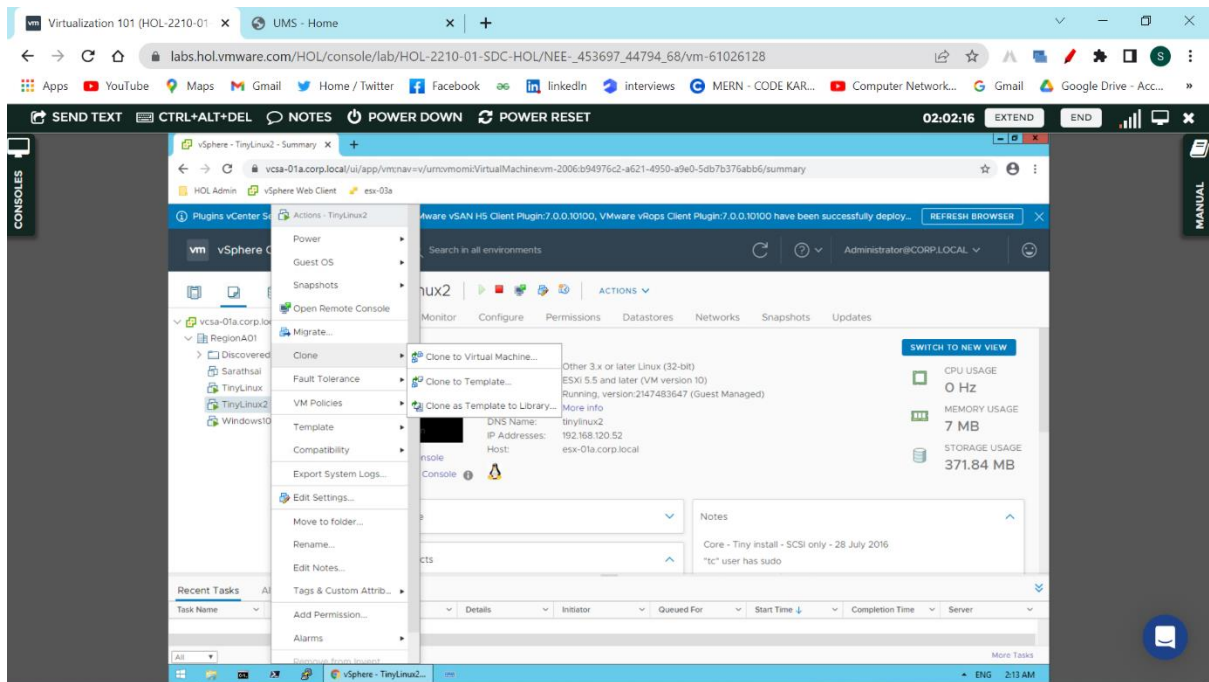 Virtualization 101 (HOL-2210-01
UMS - Home
labs.hol.vmware.com/HOL/console/lab/HOL-2210-01-SDC-HOL/NEE-_453697_44794_68/vm-61026128
S
Apps YouTube Maps Gmail Home / Twitter Facebook linkedIn interviews MERN - CODE KAR... Computer Network... Gmail Google Drive - Acc... »
SEND TEXT CTRL+ALT+DEL NOTES POWER DOWN POWER RESET 02:02:16 EXTEND END
CONSOLES
MANUAL
vSphere - TinyLinux2 - Summary
vcsa-01a.corp.local/ui/app/vm;nav=v/urn:vmomi:VirtualMachine:vm-2006:b94976c2-a621-4950-a9e0-5db7b376abb6/summary
HOL Admin vSphere Web Client esx-03a
Plugins vCenter Se
Mware vSAN H5 Client Plugin:7.0.0.10100, VMware vRops Client Plugin:7.0.0.10100 have been successfully deploy... REFRESH BROWSER
vm vSphere C
Search in all environments
Administrator@CORP.LOCAL
nux2 ACTIONS
Monitor Configure Permissions Datastores Networks Snapshots Updates
vcsa-01a.corp.lo
RegionA01
Discovered
Sarathsai
TinyLinux
TinyLinux2
Windows10
Actions - TinyLinux2
Power
Guest OS
Snapshots
Open Remote Console
Migrate...
Clone
Fault Tolerance
VM Policies
Template
Compatibility
Export System Logs...
Edit Settings...
Move to folder...
Rename...
Edit Notes...
Tags & Custom Attrib...
Add Permission...
Alarms
Remove from Invent
Clone to Virtual Machine...
Clone to Template...
Clone as Template to Library...
SWITCH TO NEW VIEW
Other 3.x or later Linux (32-bit)
ESXi 5.5 and later (VM version 10)
Running, version:2147483647 (Guest Managed)
More info
DNS Name: tinylinux2
IP Addresses: 192.168.120.52
Host: esx-01a.corp.local
nsole
Console
CPU USAGE
0 Hz
MEMORY USAGE
7 MB
STORAGE USAGE
371.84 MB
e
cts
Notes
Core - Tiny install - SCSI only - 28 July 2016
"tc" user has sudo
Recent Tasks Al
Task Name Details Initiator Queued For Start Time Completion Time Server
All
More Tasks
vSphere - TinyLinux2...
ENG 2:13 AM